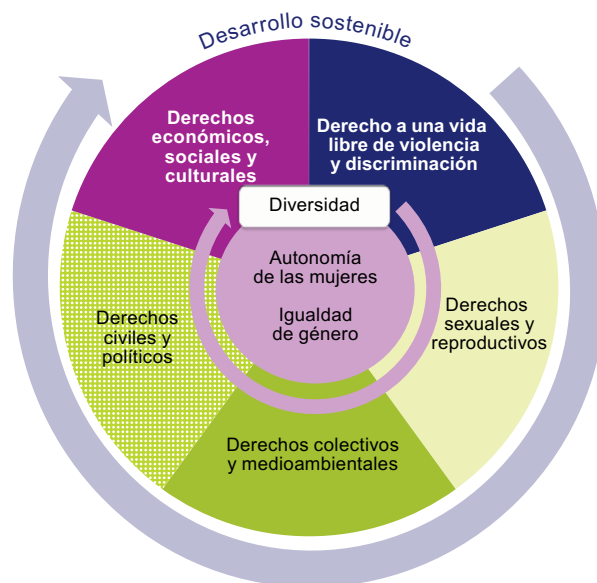 Desarrollo sostenible
Derechos
económicos,
sociales y
culturales
Derecho a una vida
libre de violencia
y discriminación
Diversidad
Autonomía
de las mujeres
Igualdad
de género
Derechos
civiles y
políticos
Derechos
sexuales y
reproductivos
Derechos colectivos
y medioambientales